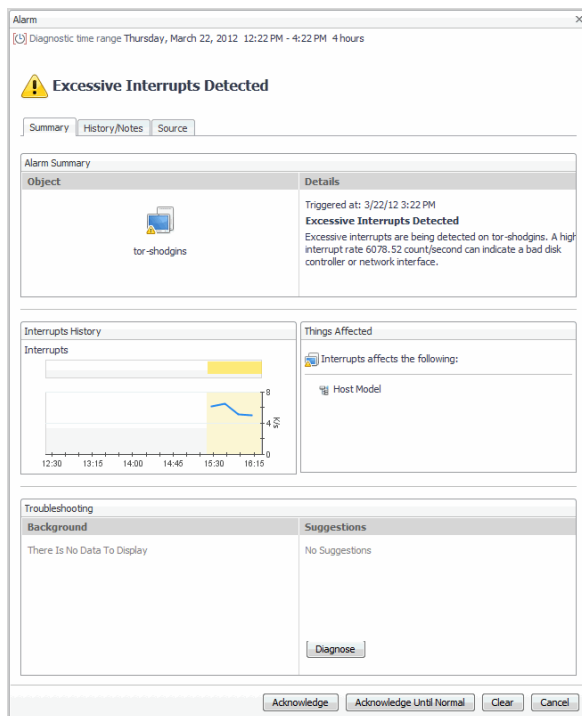 Alarm
Diagnostic time range Thursday, March 22, 2012 12:22 PM - 4:22 PM 4 hours
Excessive Interrupts Detected
Summary History/Notes Source
Alarm Summary
Object Details
tor-shodgins
Triggered at: 3/22/12 3:22 PM
Excessive Interrupts Detected
Excessive interrupts are being detected on tor-shodgins. A high
interrupt rate 6078.52 count/second can indicate a bad disk
controller or network interface.
Interrupts History
Interrupts
8
4
0
K/s
12:30 13:15 14:00 14:45 15:30 16:15
Things Affected
Interrupts affects the following:
Host Model
Troubleshooting
Background Suggestions
There Is No Data To Display No Suggestions
Diagnose
Acknowledge Acknowledge Until Normal Clear Cancel